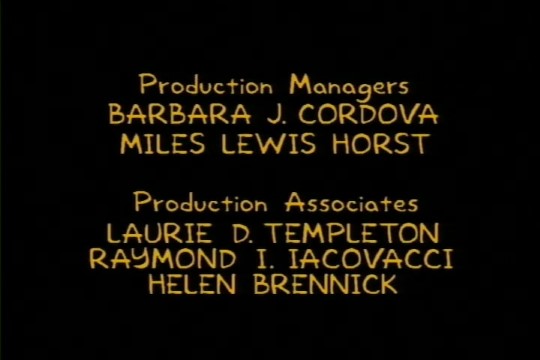 Production Managers
BARBARA J. CORDOVA
MILES LEWIS HORST
Production Associates
LAURIE D. TEMPLETON
RAYMOND I. IACOVACCI
HELEN BRENNICK